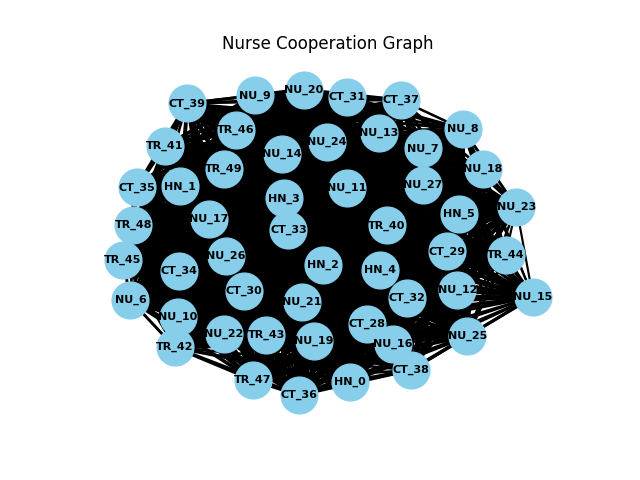 Nurse Cooperation Graph
NU_20
NU_9
CT_31
CT_37
CT_39
NU_8
TR_46
NU_13
NU_24
TR_41
NU_7
NU_14
TR_49
NU_18
CT_35
HN_1
NU_11
NU_27
HN_3
NU_23
HN_5
NU_17
TR_48
TR_40
CT_33
CT_29
TR_44
NU_26
TR_45
HN_2
CT_34
HN_4
CT_30
NU_12
NU_15
CT_32
NU_6
NU_21
NU_10
CT_28
NU_22
TR_43
NU_25
NU_19
NU_16
TR_42
CT_38
TR_47
HN_0
CT_36